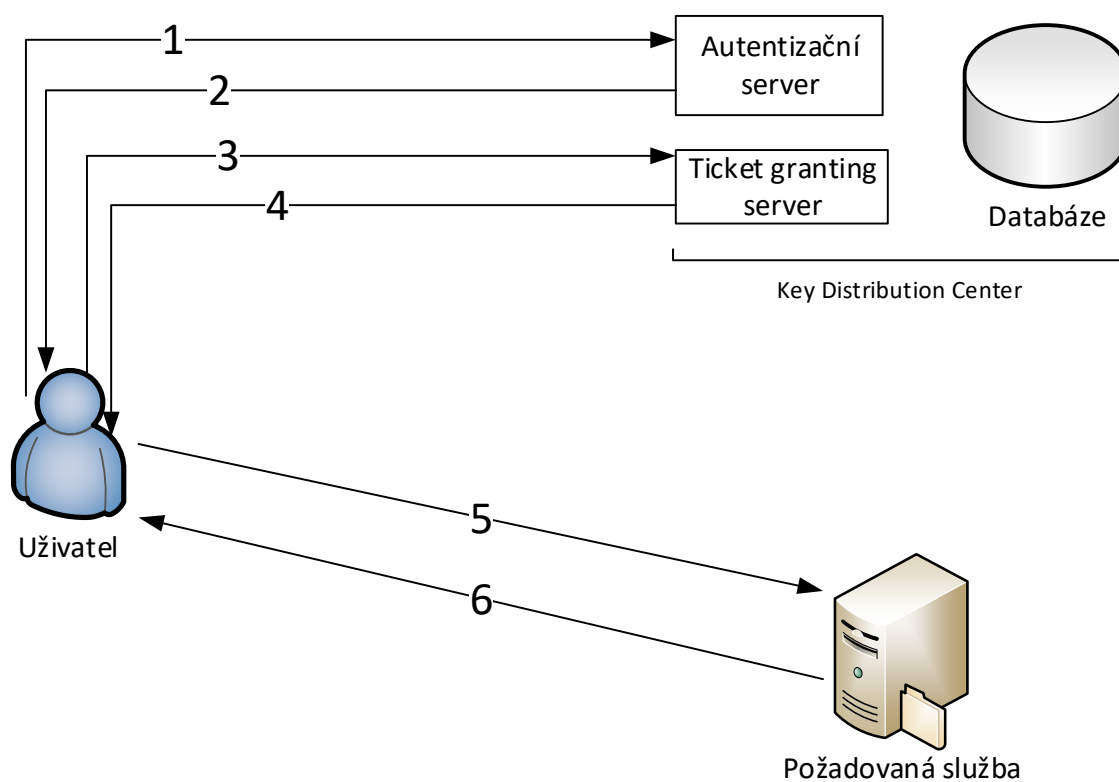 1
Autentizační
server
2
3
Ticket granting
server
4
Databáze
Key Distribution Center
Uživatel
5
6
Požadovaná služba